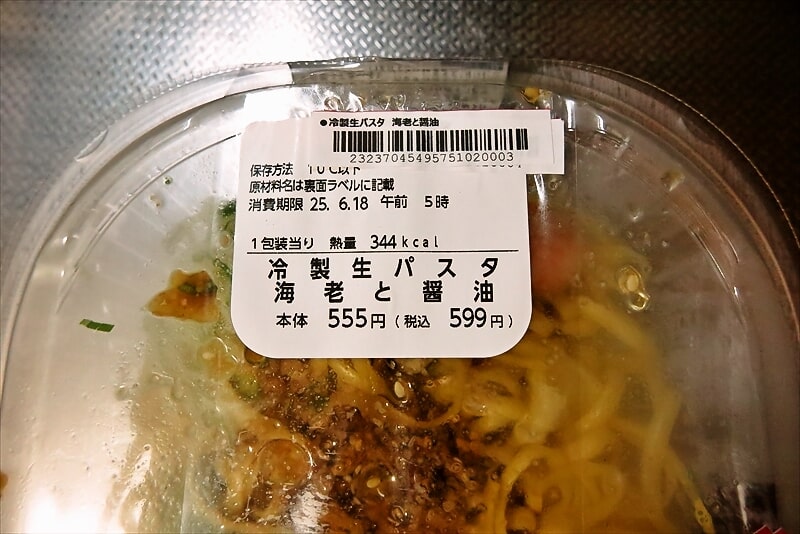 ●冷製生パスタ 海老と醤油
23237045495751020003
保存方法 10℃以下
原材料名は裏面ラベルに記載
消費期限 25. 6.18 午前 5時
1包装当り 熱量 344kcal
冷製生パスタ
海老と醤油
本体 555円(税込 599円)